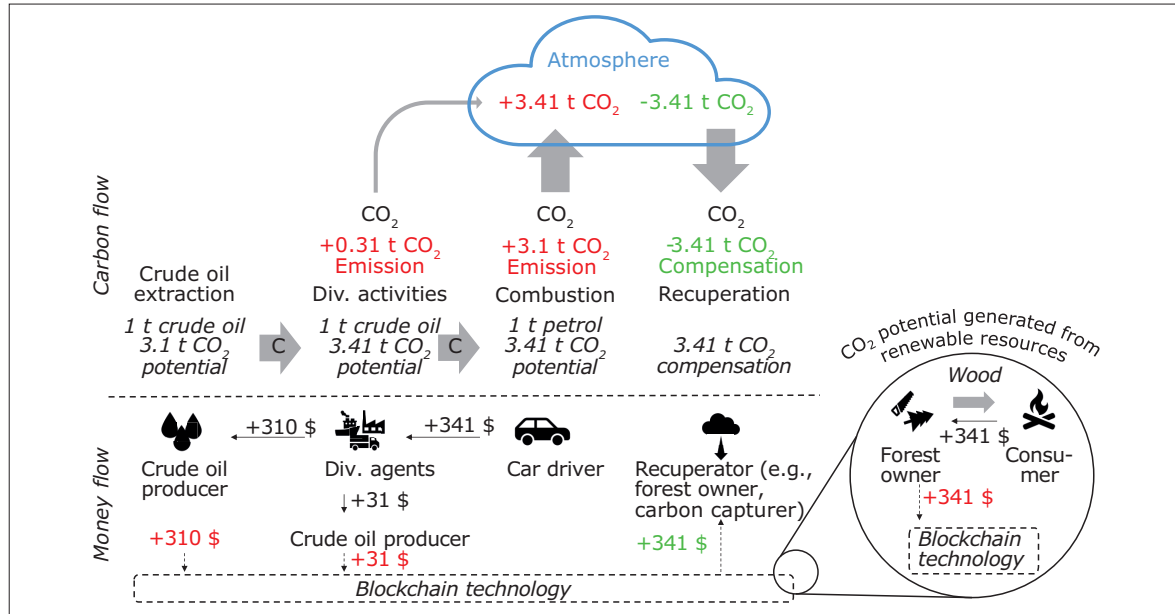 Atmosphere
+3.41 t CO₂
-3.41 t CO₂
Carbon flow
CO₂
+0.31 t CO₂
Emission
CO₂
+3.1 t CO₂
Emission
CO₂
-3.41 t CO₂
Compensation
Crude oil
extraction
Div. activities
Combustion
Recuperation
1 t crude oil
3.1 t CO₂
potential
C
1 t crude oil
3.41 t CO₂
potential
C
1 t petrol
3.41 t CO₂
potential
3.41 t CO₂
compensation
Money flow
+310 $
+341 $
Crude oil
producer
Div. agents
Car driver
Recuperator (e.g.,
forest owner,
carbon capturer)
+31 $
+310 $
Crude oil producer
+31 $
+341 $
Blockchain technology
CO₂ potential generated from
renewable resources
Wood
+341 $
Forest
owner
Consu-
mer
+341 $
Blockchain
technology